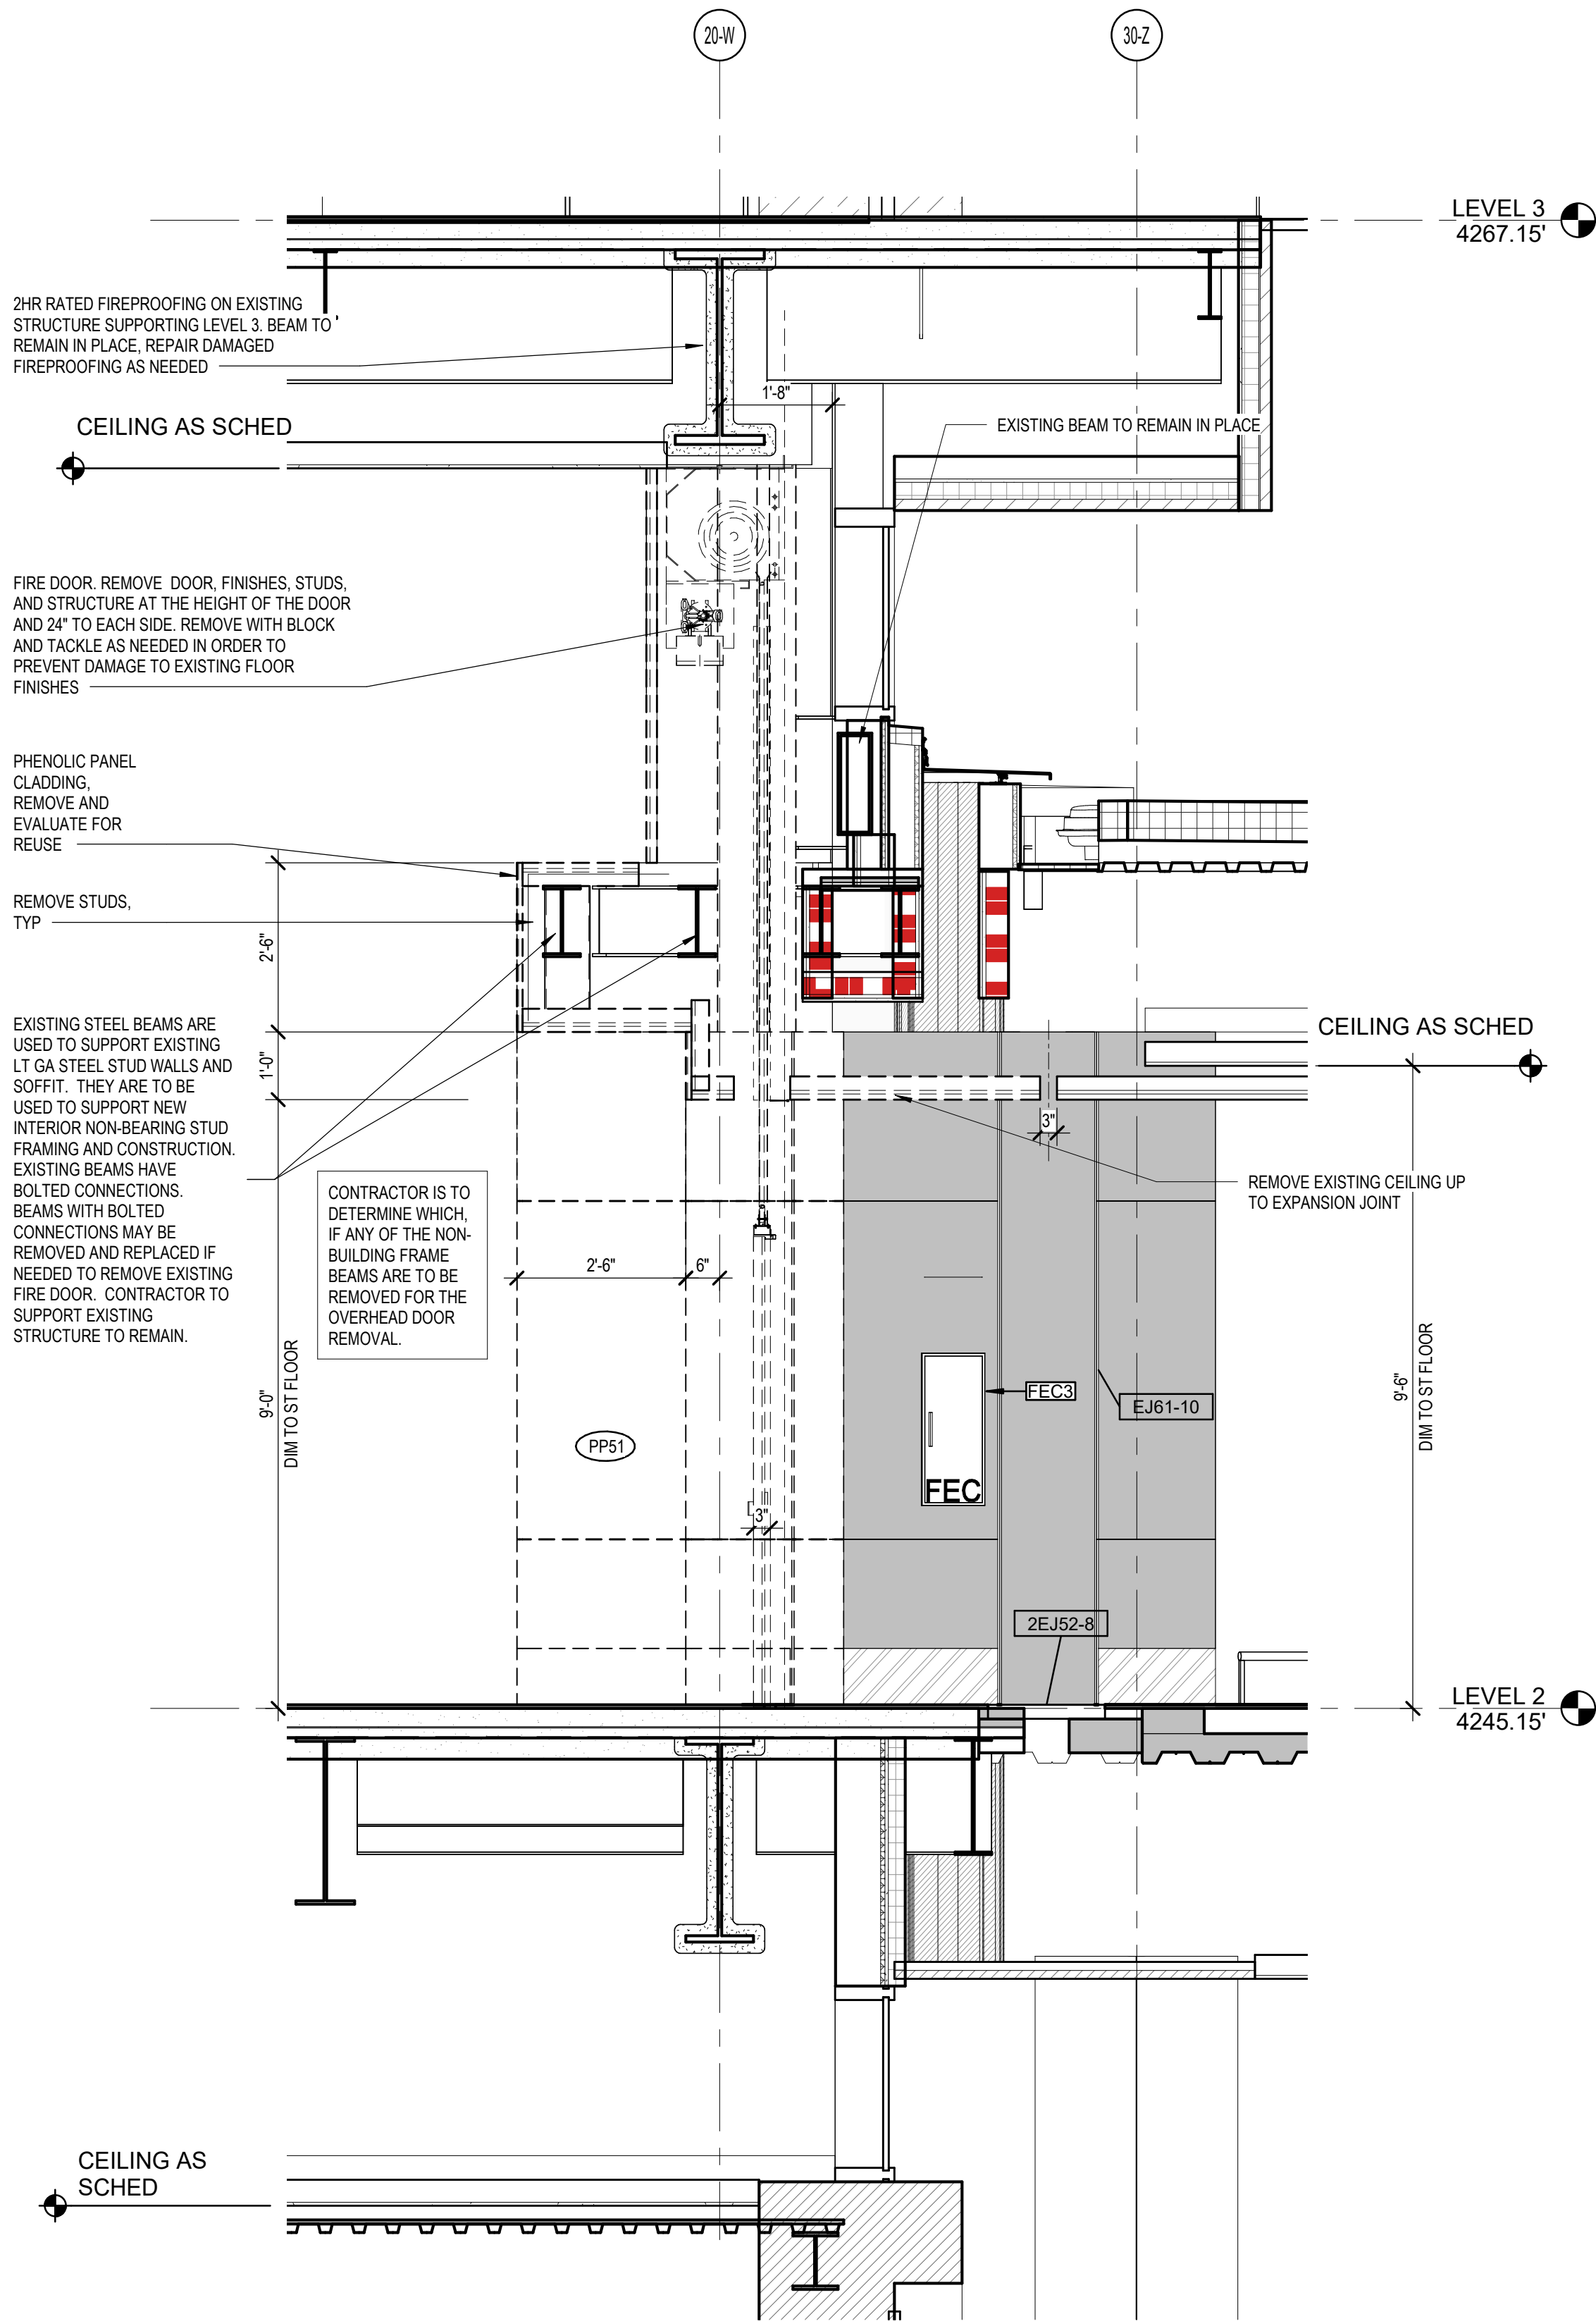 20-W
30-Z
LEVEL 3
4267.15'
2HR RATED FIREPROOFING ON EXISTING
STRUCTURE SUPPORTING LEVEL 3. BEAM TO
REMAIN IN PLACE, REPAIR DAMAGED
FIREPROOFING AS NEEDED
1'-8"
CEILING AS SCHED
EXISTING BEAM TO REMAIN IN PLACE
FIRE DOOR. REMOVE DOOR, FINISHES, STUDS,
AND STRUCTURE AT THE HEIGHT OF THE DOOR
AND 24" TO EACH SIDE. REMOVE WITH BLOCK
AND TACKLE AS NEEDED IN ORDER TO
PREVENT DAMAGE TO EXISTING FLOOR
FINISHES
PHENOLIC PANEL
CLADDING,
REMOVE AND
EVALUATE FOR
REUSE
REMOVE STUDS,
TYP
2'-6"
EXISTING STEEL BEAMS ARE
USED TO SUPPORT EXISTING
LT GA STEEL STUD WALLS AND
SOFFIT. THEY ARE TO BE
USED TO SUPPORT NEW
INTERIOR NON-BEARING STUD
FRAMING AND CONSTRUCTION.
EXISTING BEAMS HAVE
BOLTED CONNECTIONS.
BEAMS WITH BOLTED
CONNECTIONS MAY BE
REMOVED AND REPLACED IF
NEEDED TO REMOVE EXISTING
FIRE DOOR. CONTRACTOR TO
SUPPORT EXISTING
STRUCTURE TO REMAIN.
1'-0"
CEILING AS SCHED
3"
CONTRACTOR IS TO
DETERMINE WHICH,
IF ANY OF THE NON-
BUILDING FRAME
BEAMS ARE TO BE
REMOVED FOR THE
OVERHEAD DOOR
REMOVAL.
REMOVE EXISTING CEILING UP
TO EXPANSION JOINT
2'-6"
6"
9'-0"
DIM TO ST FLOOR
FEC3
EJ61-10
9'-6"
DIM TO ST FLOOR
PP51
FEC
3"
2EJ52-8
LEVEL 2
4245.15'
CEILING AS
SCHED